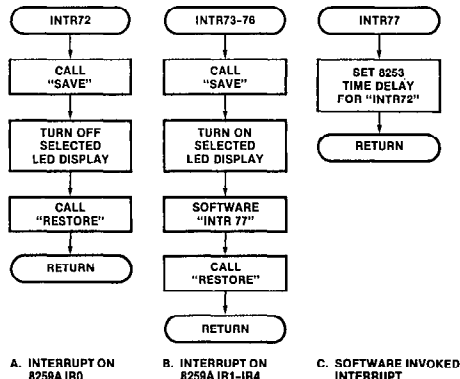 INTR72
CALL
"SAVE"
TURN OFF
SELECTED
LED DISPLAY
CALL
"RESTORE"
RETURN
A. INTERRUPT ON
8259A IR0
INTR73-76
CALL
"SAVE"
TURN ON
SELECTED
LED DISPLAY
SOFTWARE
"INTR 77"
CALL
"RESTORE"
RETURN
B. INTERRUPT ON
8259A IR1-IR4
INTR77
SET 8253
TIME DELAY
FOR "INTR72"
RETURN
C. SOFTWARE INVOKED
INTERRUPT